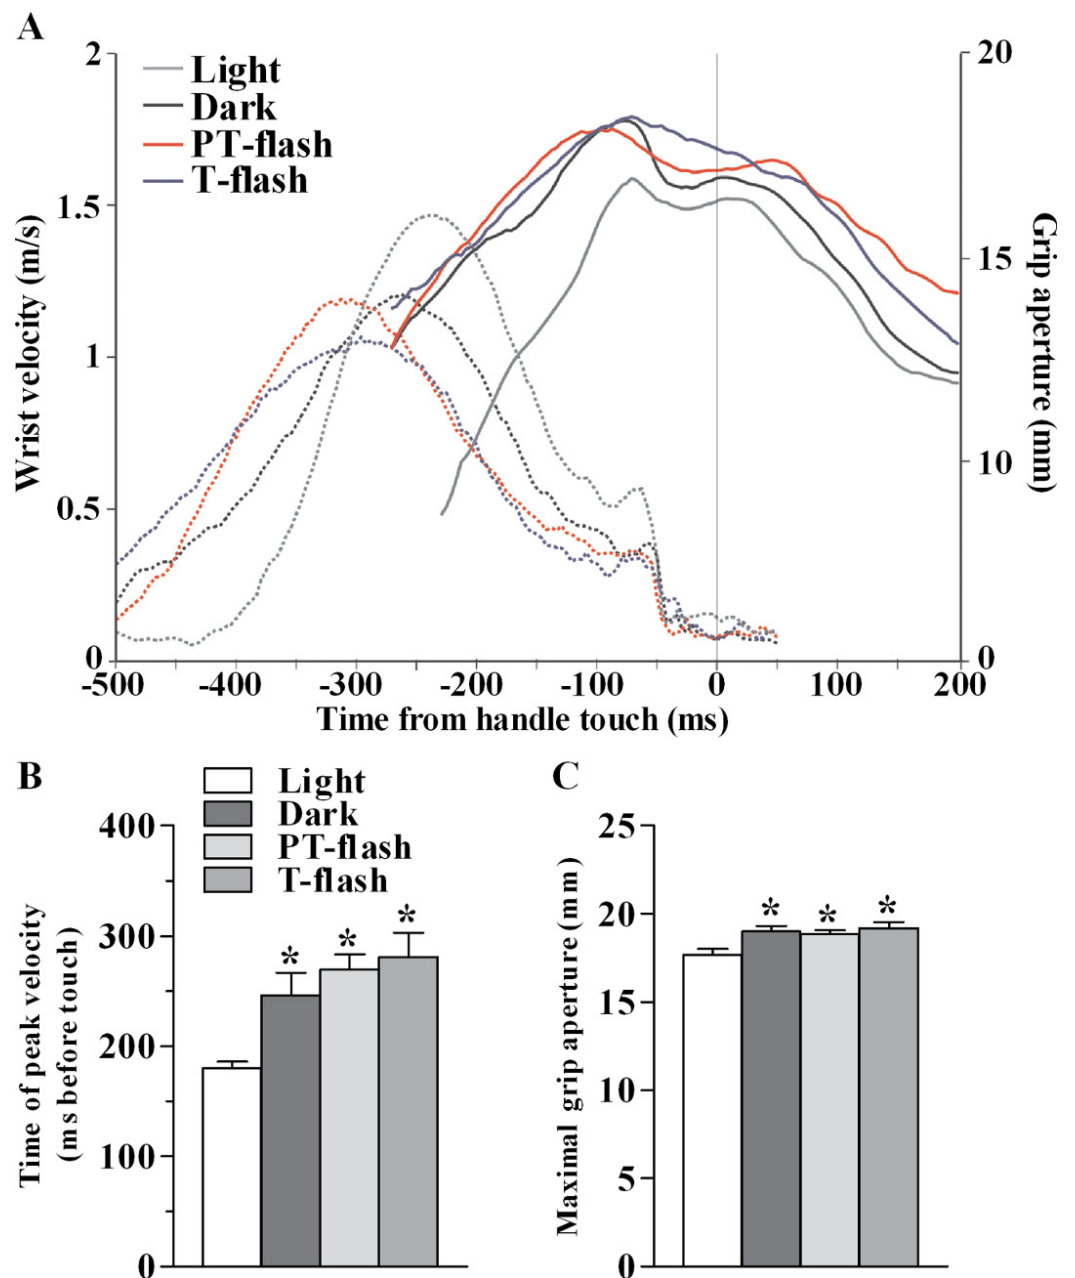 A
2
20
Light
Dark
PT-flash
T-flash
1.5
15
1
10
0.5
0
0
Wrist velocity (m/s)
Grip aperture (mm)
-500 -400 -300 -200 -100 0 100 200
Time from handle touch (ms)
B
Light
Dark
PT-flash
T-flash
400
300
200
100
0
Time of peak velocity
(ms before touch)
* * *
C
25
20
15
10
5
0
Maximal grip aperture (mm)
* * *